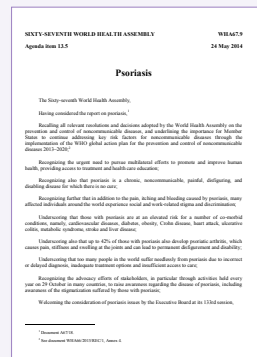 SIXTY-SEVENTH WORLD HEALTH ASSEMBLY WHA67.9
Agenda item 13.5 24 May 2014
Psoriasis
The Sixty-seventh World Health Assembly,
Having considered the report on psoriasis,1
Recalling all relevant resolutions and decisions adopted by the World Health Assembly on the
prevention and control of noncommunicable diseases, and underlining the importance for Member
States to continue addressing key risk factors for noncommunicable diseases through the
implementation of the WHO global action plan for the prevention and control of noncommunicable
diseases 2013–2020;2
Recognizing the urgent need to pursue multilateral efforts to promote and improve human
health, providing access to treatment and health care education;
Recognizing also that psoriasis is a chronic, noncommunicable, painful, disfiguring, and
disabling disease for which there is no cure;
Recognizing further that in addition to the pain, itching and bleeding caused by psoriasis, many
affected individuals around the world experience social and work-related stigma and discrimination;
Underscoring that those with psoriasis are at an elevated risk for a number of co-morbid
conditions, namely, cardiovascular diseases, diabetes, obesity, Crohn disease, heart attack, ulcerative
colitis, metabolic syndrome, stroke and liver disease;
Underscoring also that up to 42% of those with psoriasis also develop psoriatic arthritis, which
causes pain, stiffness and swelling at the joints and can lead to permanent disfigurement and disability;
Underscoring that too many people in the world suffer needlessly from psoriasis due to incorrect
or delayed diagnosis, inadequate treatment options and insufficient access to care;
Recognizing the advocacy efforts of stakeholders, in particular through activities held every
year on 29 October in many countries, to raise awareness regarding the disease of psoriasis, including
awareness of the stigmatization suffered by those with psoriasis;
Welcoming the consideration of psoriasis issues by the Executive Board at its 133rd session,
1 Document A67/18.
2 See document WHA66/2013/REC/1, Annex 4.